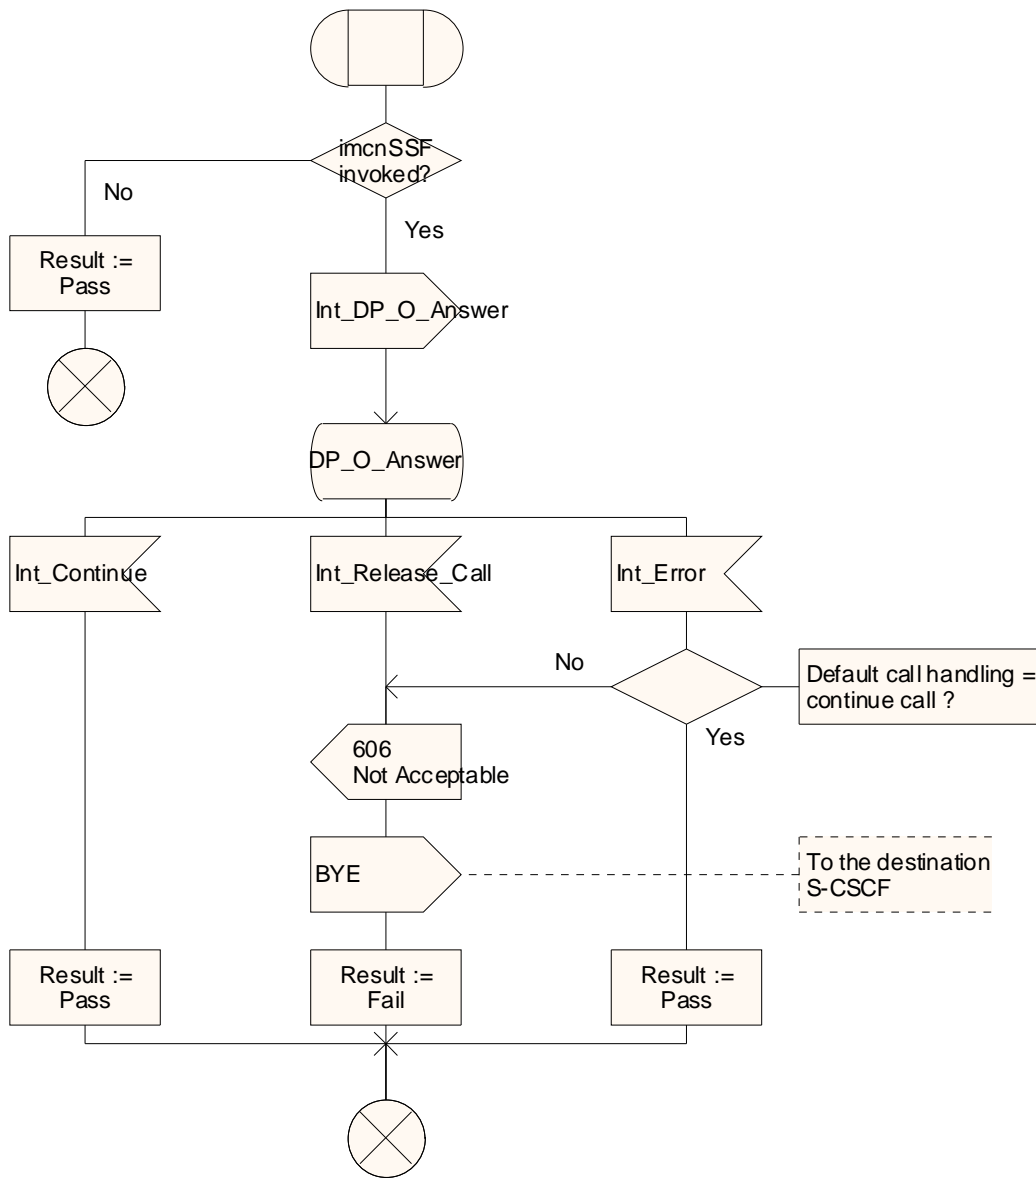 imcnSSF
invoked?
No
Yes
Result :=
Pass
Int_DP_O_Answer
DP_O_Answer
Int_Continue
Int_Release_Call
Int_Error
No
Default call handling =
continue call ?
Yes
606
Not Acceptable
BYE
To the destination
S-CSCF
Result :=
Pass
Result :=
Fail
Result :=
Pass